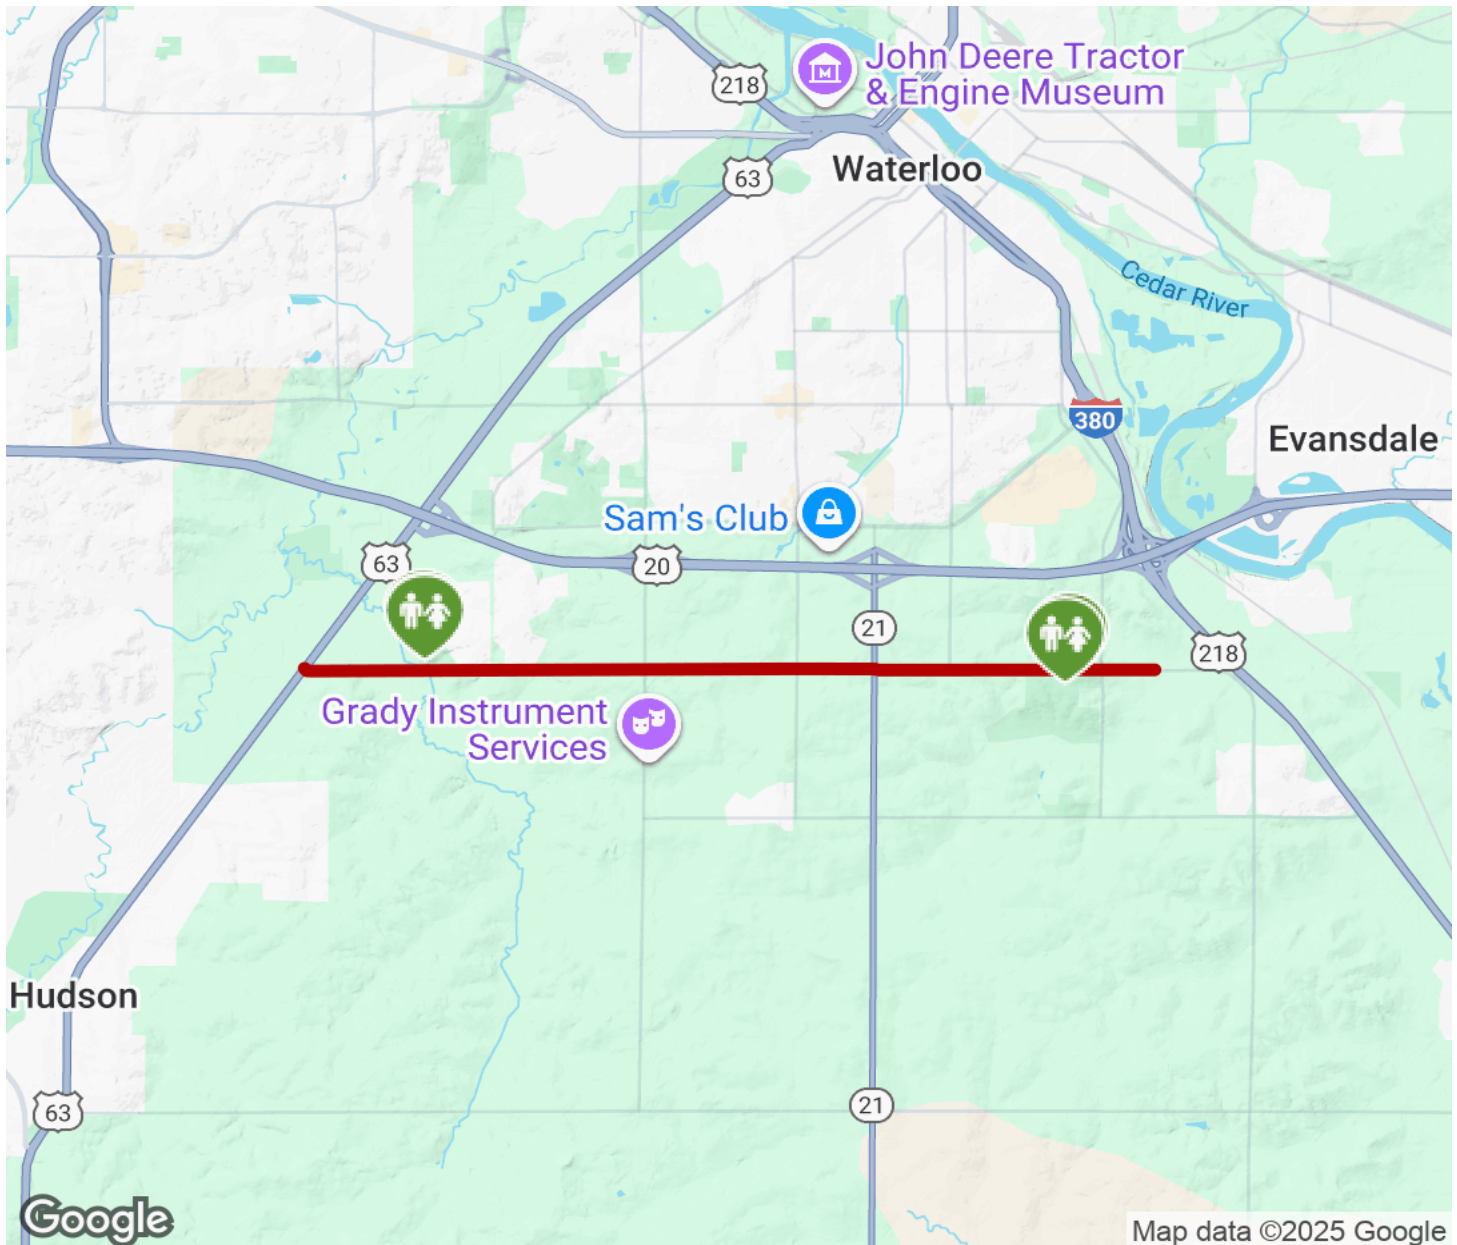 218
John Deere Tractor
& Engine Museum
Waterloo
63
Cedar River
380
Evansdale
Sam's Club
63
20
21
218
Grady Instrument
Services
Hudson
63
21
Google
Map data ©2025 Google